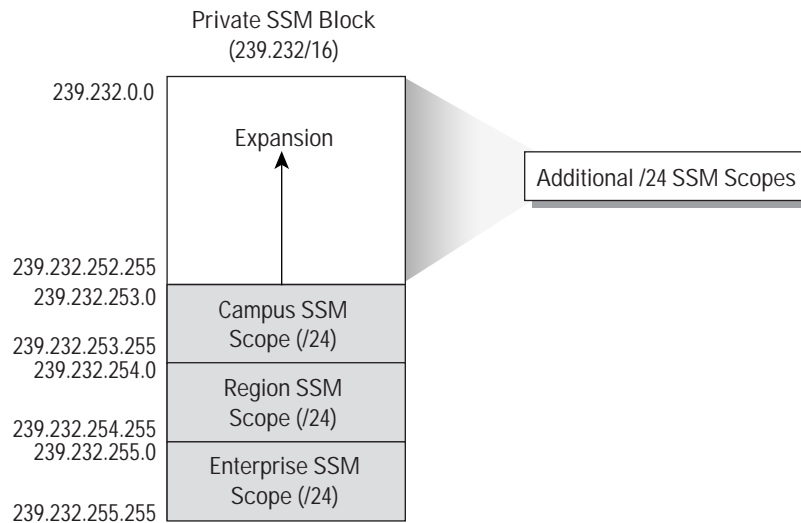 Private SSM Block
(239.232/16)
239.232.0.0
Expansion
Additional /24 SSM Scopes
239.232.252.255
239.232.253.0
Campus SSM
Scope (/24)
239.232.253.255
239.232.254.0
Region SSM
Scope (/24)
239.232.254.255
239.232.255.0
Enterprise SSM
Scope (/24)
239.232.255.255